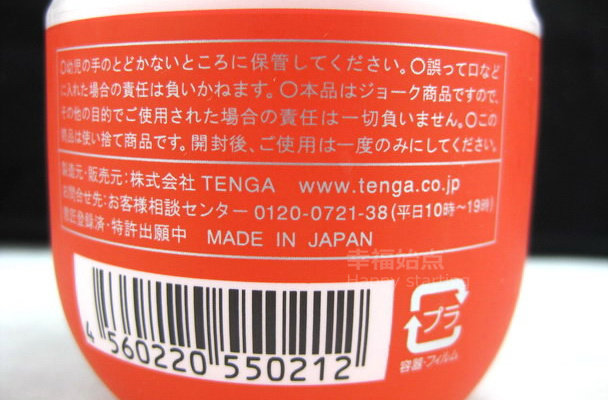 〇幼児の手のとどかないところに保管してください。〇誤って口など
に入れた場合の責任は負いかねます。〇本品はジョーク商品ですので、
その他の目的でご使用された場合の責任は一切負いません。〇この
商品は使い捨て商品です。開封後、ご使用は一度のみにしてください。
製造元・販売元：株式会社 TENGA www.tenga.co.jp
お問合せ先：お客様相談センター 0120-0721-38(平日10時～19時)
意匠登録済・特許出願中 MADE IN JAPAN
幸福始点
Happy starting
4 560220 550212
プラ
容器・フィルム